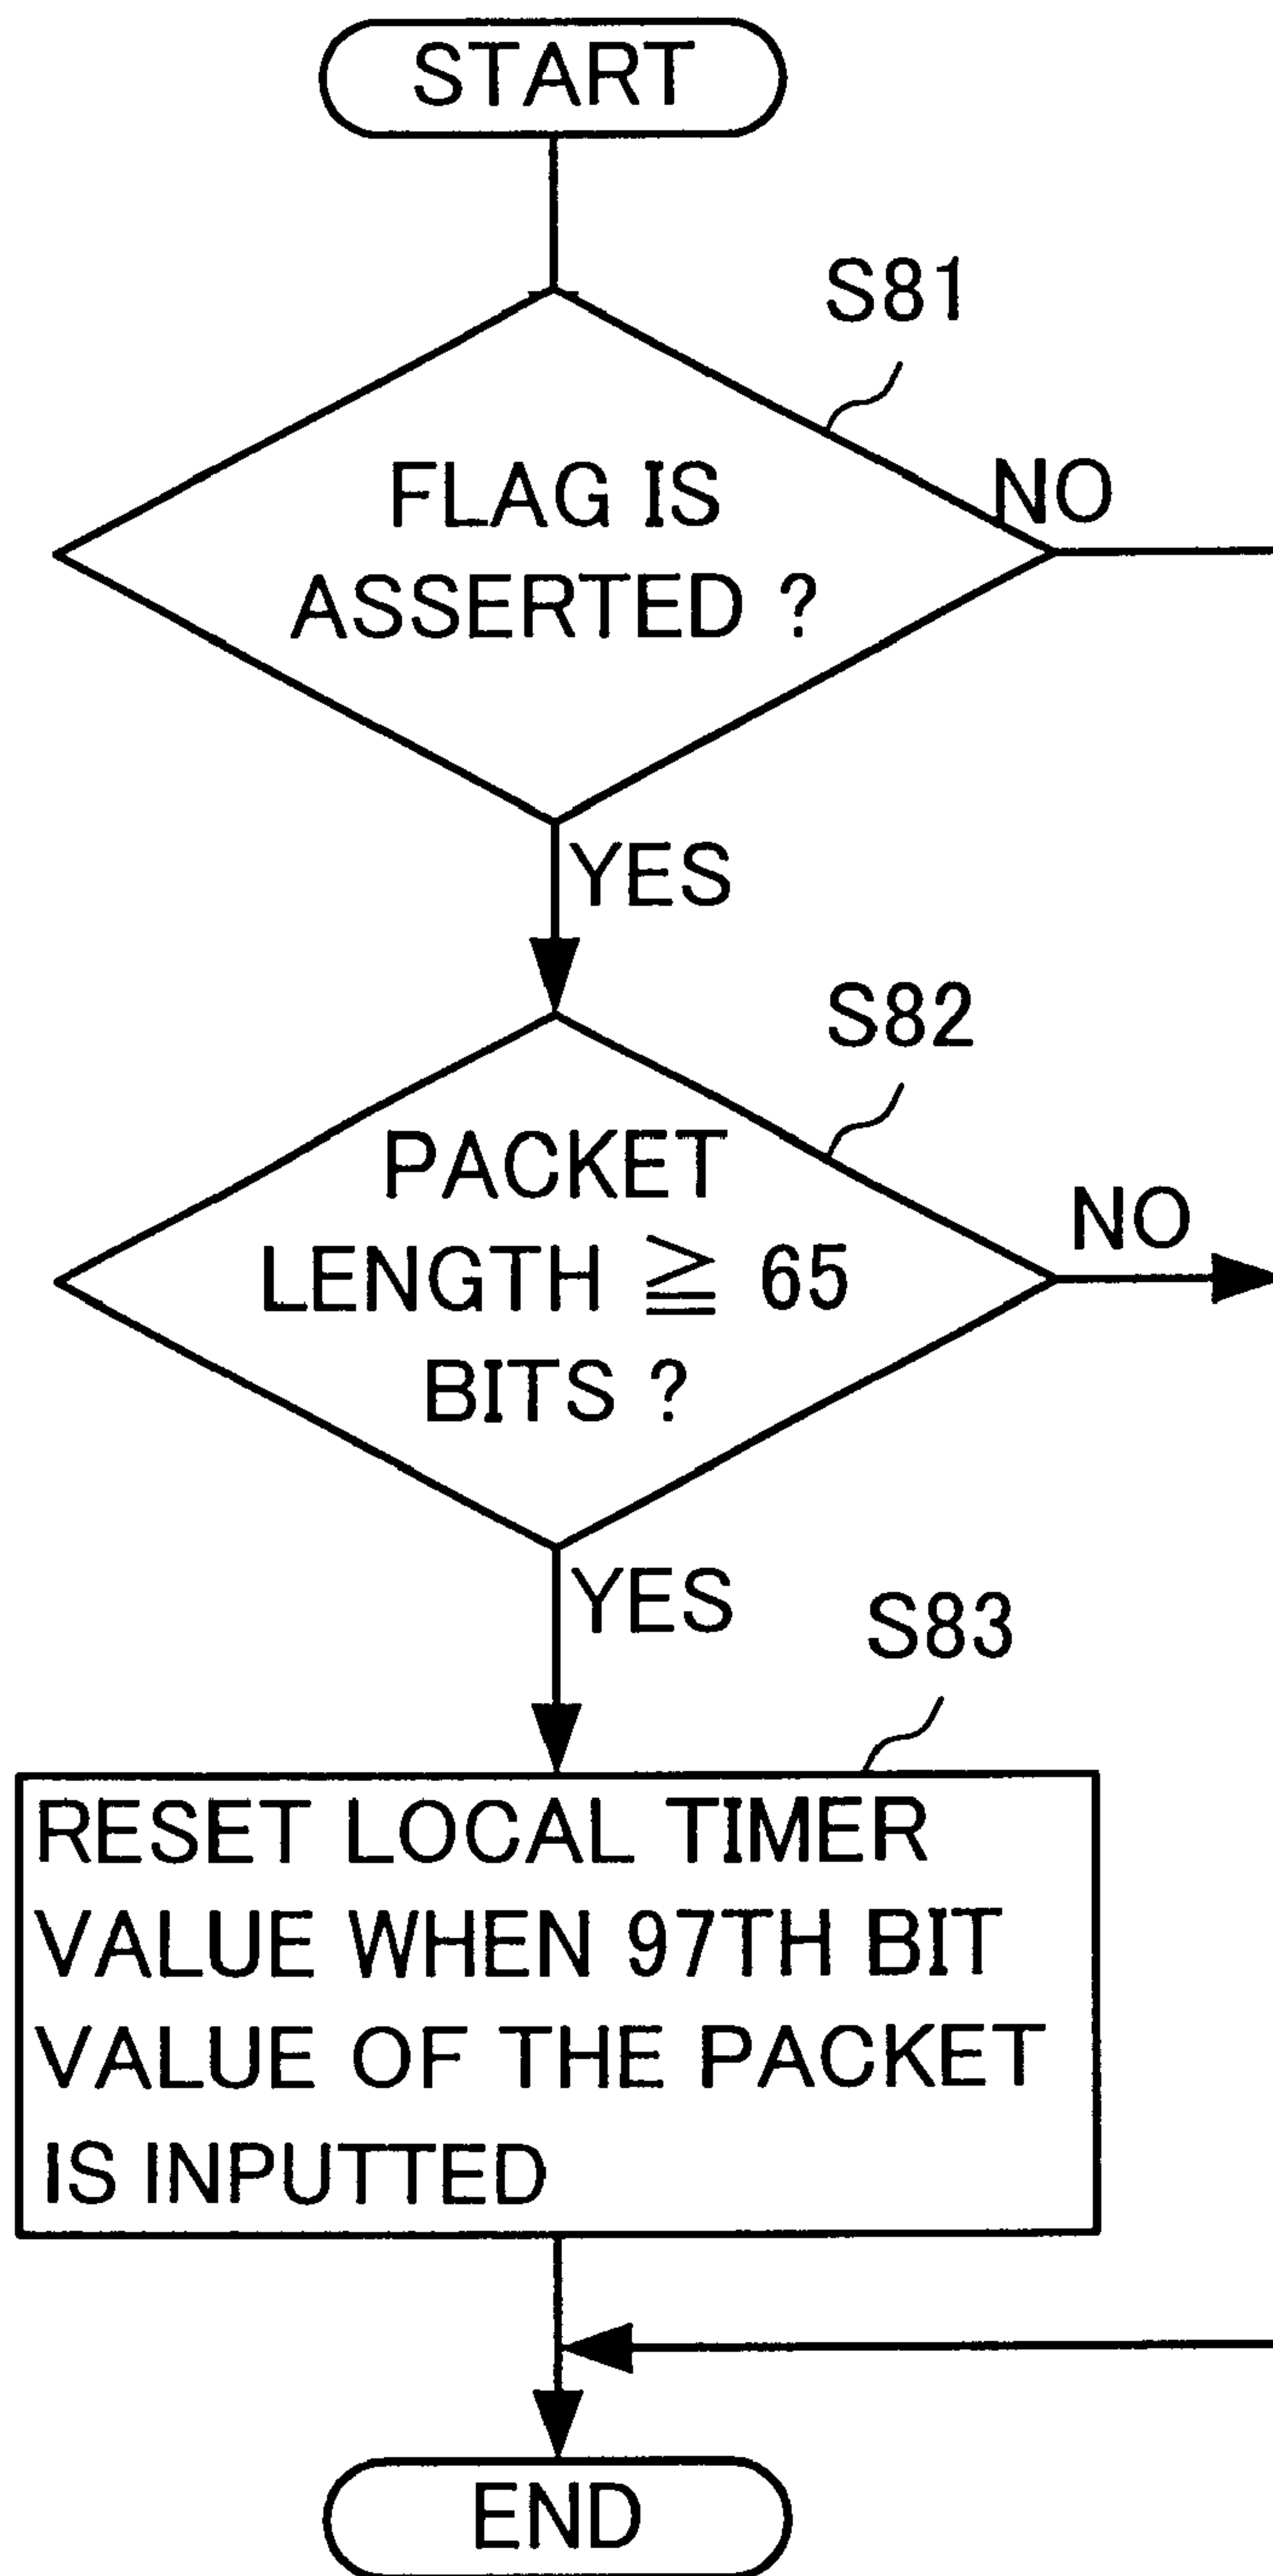 START
S81
FLAG IS
NO
ASSERTED ?
YES
S82
PACKET
NO
LENGTH ≧ 65
BITS ?
YES
S83
RESET LOCAL TIMER
VALUE WHEN 97TH BIT
VALUE OF THE PACKET
IS INPUTTED
END